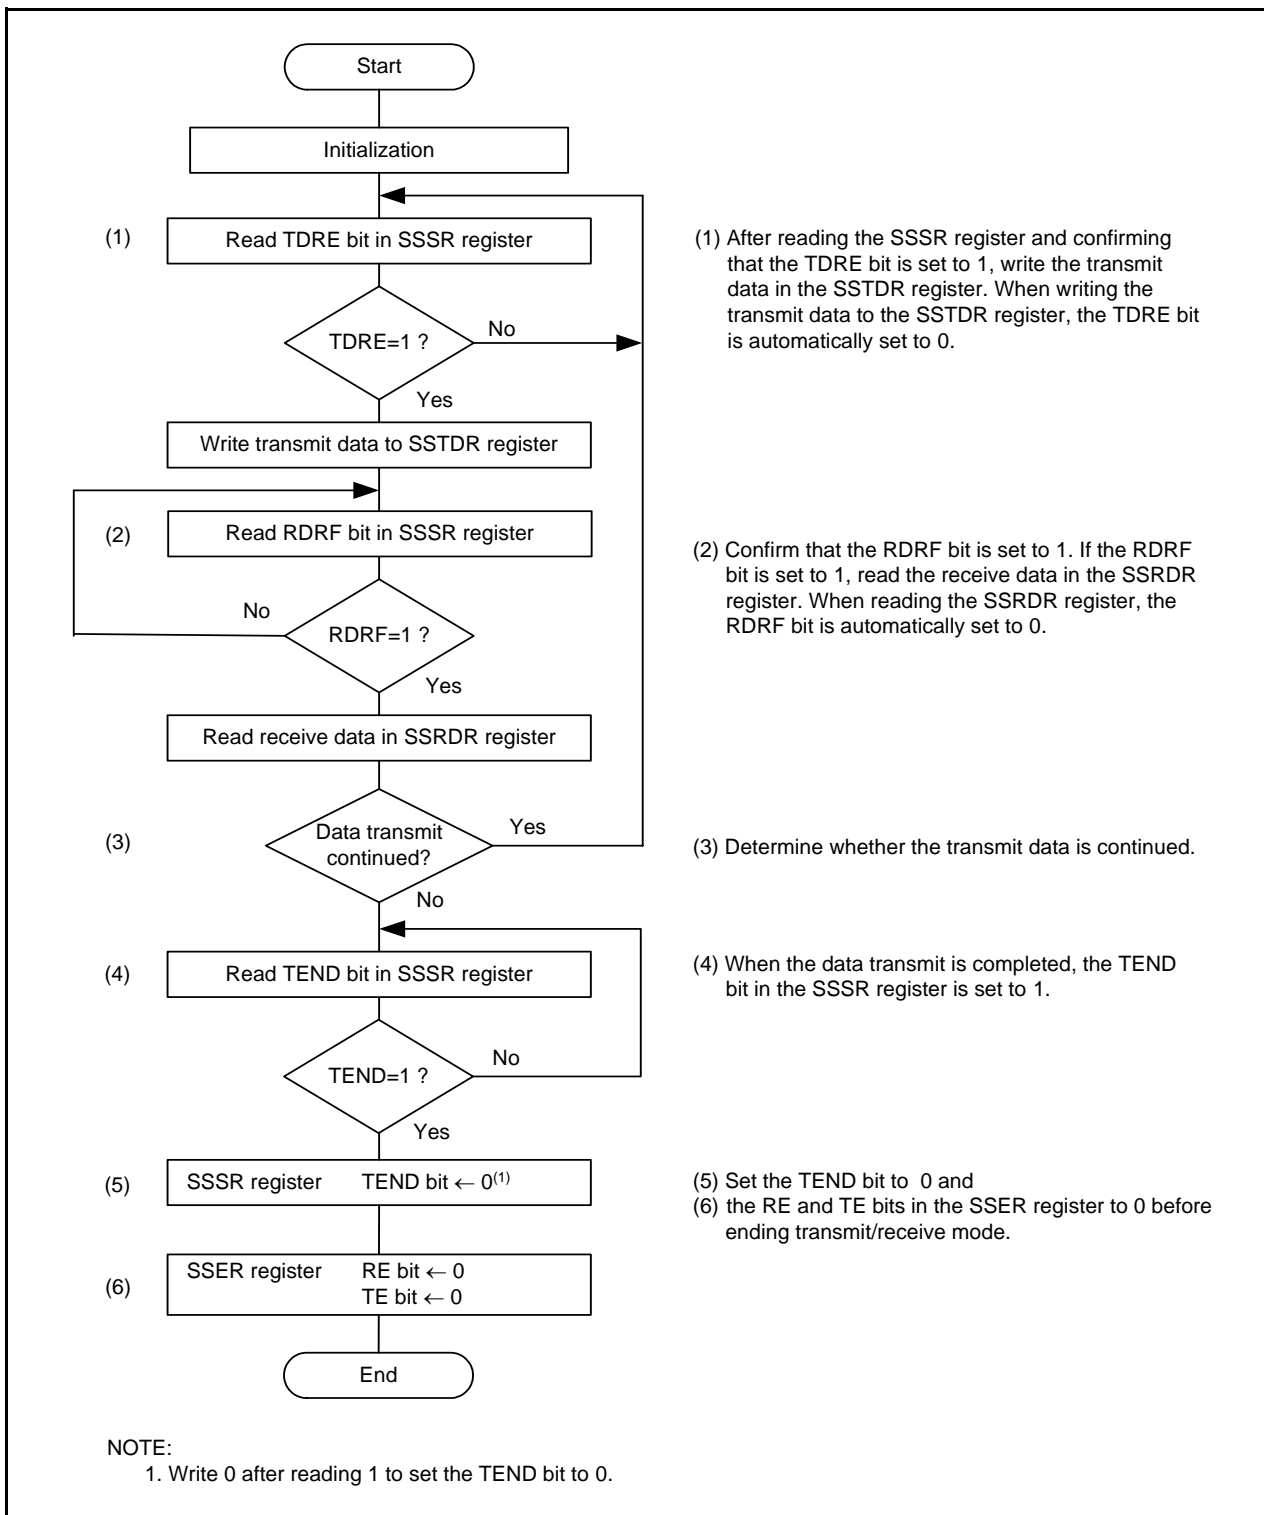 Start
Initialization
(1)
Read TDRE bit in SSSR register
TDRE=1 ?
No
Yes
Write transmit data to SSTDR register
(2)
Read RDRF bit in SSSR register
No
RDRF=1 ?
Yes
Read receive data in SSRDR register
(3)
Data transmit
continued?
Yes
No
(4)
Read TEND bit in SSSR register
TEND=1 ?
No
Yes
(5)
SSSR register TEND bit ← 0(1)
(6)
SSER register RE bit ← 0
TE bit ← 0
End
(1) After reading the SSSR register and confirming
that the TDRE bit is set to 1, write the transmit
data in the SSTDR register. When writing the
transmit data to the SSTDR register, the TDRE bit
is automatically set to 0.
(2) Confirm that the RDRF bit is set to 1. If the RDRF
bit is set to 1, read the receive data in the SSRDR
register. When reading the SSRDR register, the
RDRF bit is automatically set to 0.
(3) Determine whether the transmit data is continued.
(4) When the data transmit is completed, the TEND
bit in the SSSR register is set to 1.
(5) Set the TEND bit to 0 and
(6) the RE and TE bits in the SSER register to 0 before
ending transmit/receive mode.
NOTE:
1. Write 0 after reading 1 to set the TEND bit to 0.